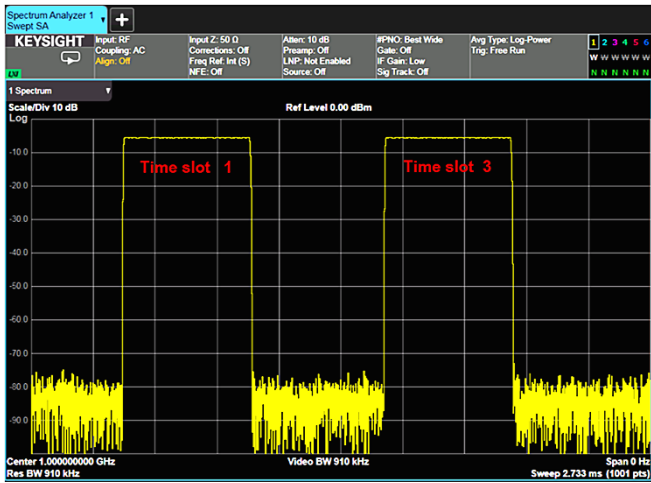 Spectrum Analyzer 1
Swept SA
KEYSIGHT
Input: RF
Coupling: AC
Align: Off
Input Z: 50 Ω
Corrections: Off
Freq Ref: Int (S)
NFE: Off
Atten: 10 dB
Preamp: Off
LNP: Not Enabled
Source: Off
#PNO: Best Wide
Gate: Off
IF Gain: Low
Sig Track: Off
Avg Type: Log-Power
Trig: Free Run
1 2 3 4 5 6
W W W W W W
N N N N N N
1 Spectrum
Scale/Div 10 dB
Ref Level 0.00 dBm
Log
-10.0
-20.0
-30.0
-40.0
-50.0
-60.0
-70.0
-80.0
-90.0
Time slot 1
Time slot 3
Center 1.000000000 GHz
Video BW 910 kHz
Span 0 Hz
Res BW 910 kHz
Sweep 2.733 ms (1001 pts)